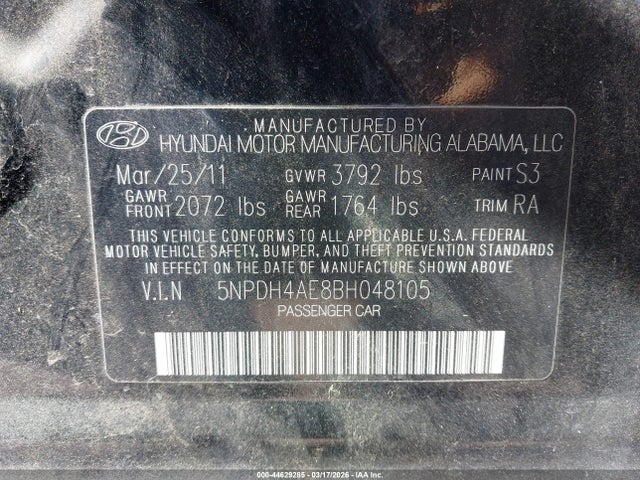 MANUFACTURED BY
HYUNDAI MOTOR MANUFACTURING ALABAMA, LLC
Mar/25/11 GVWR 3792 lbs PAINT S3
GAWR FRONT 2072 lbs GAWR REAR 1764 lbs TRIM RA
THIS VEHICLE CONFORMS TO ALL APPLICABLE U.S.A. FEDERAL
MOTOR VEHICLE SAFETY, BUMPER, AND THEFT PREVENTION STANDARDS
IN EFFECT ON THE DATE OF MANUFACTURE SHOWN ABOVE.
V.I.N 5NPDH4AE8BH048105
PASSENGER CAR
000-44629265 - 03/17/2026 - IAA Inc.